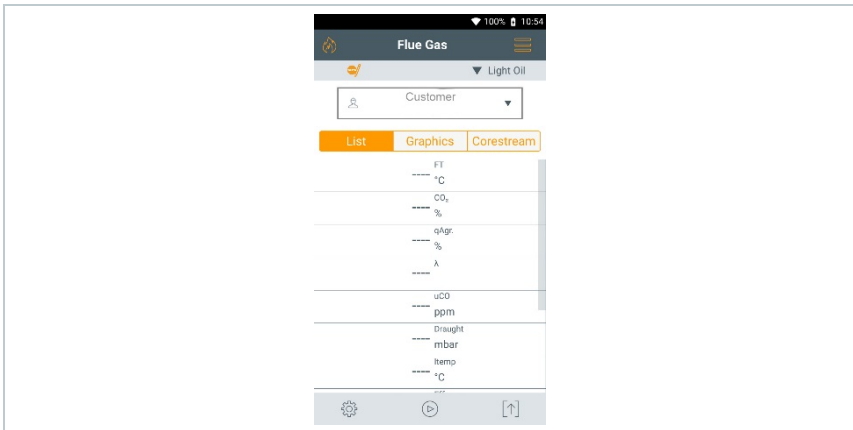 100% 10:54
Flue Gas
Light Oil
Customer
List Graphics Corestream
FT
---- °C
CO₂
---- %
qAgr.
---- %
λ
----
uCO
---- ppm
Draught
---- mbar
Itemp
---- °C